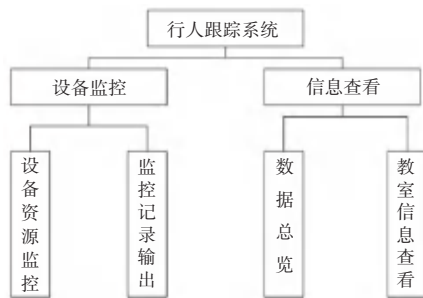 行人跟踪系统
设备监控
信息查看
设备资源监控
监控记录输出
数据总览
教室信息查看